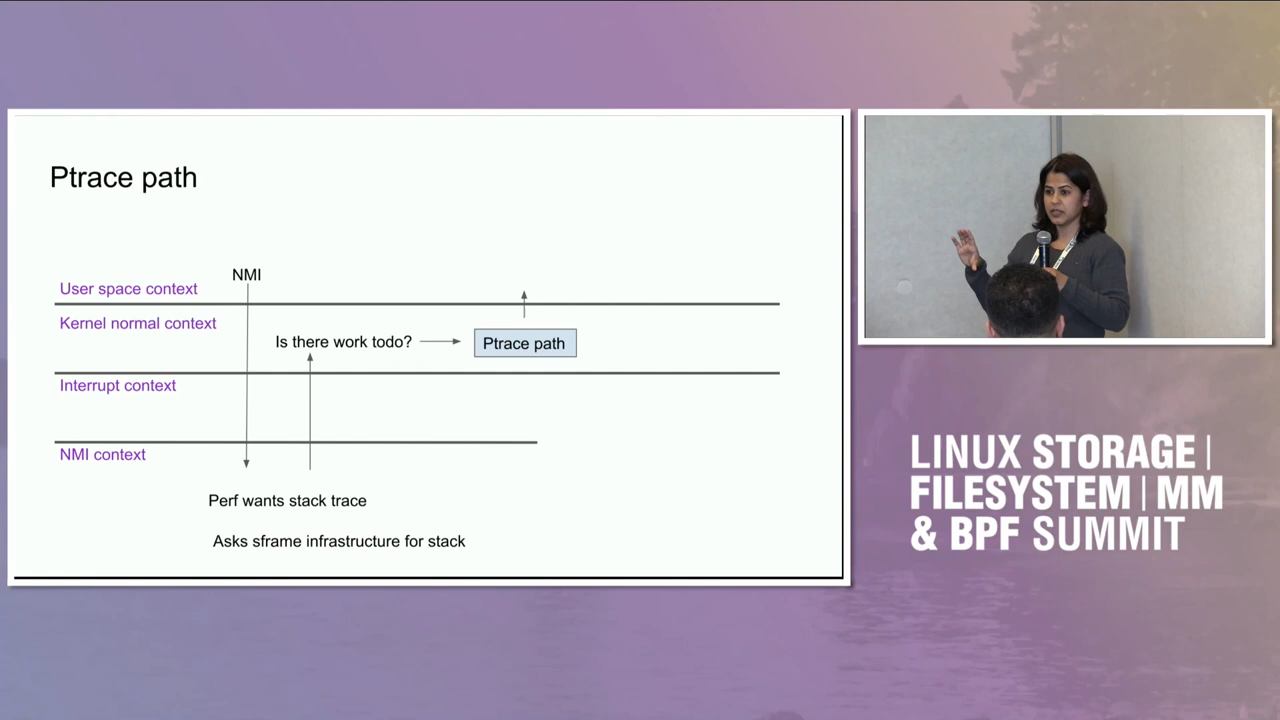 Ptrace path
NMI
User space context
Kernel normal context
Is there work todo?
Ptrace path
Interrupt context
NMI context
Perf wants stack trace
Asks sframe infrastructure for stack
LINUX STORAGE|
FILESYSTEM|MM
& BPF SUMMIT